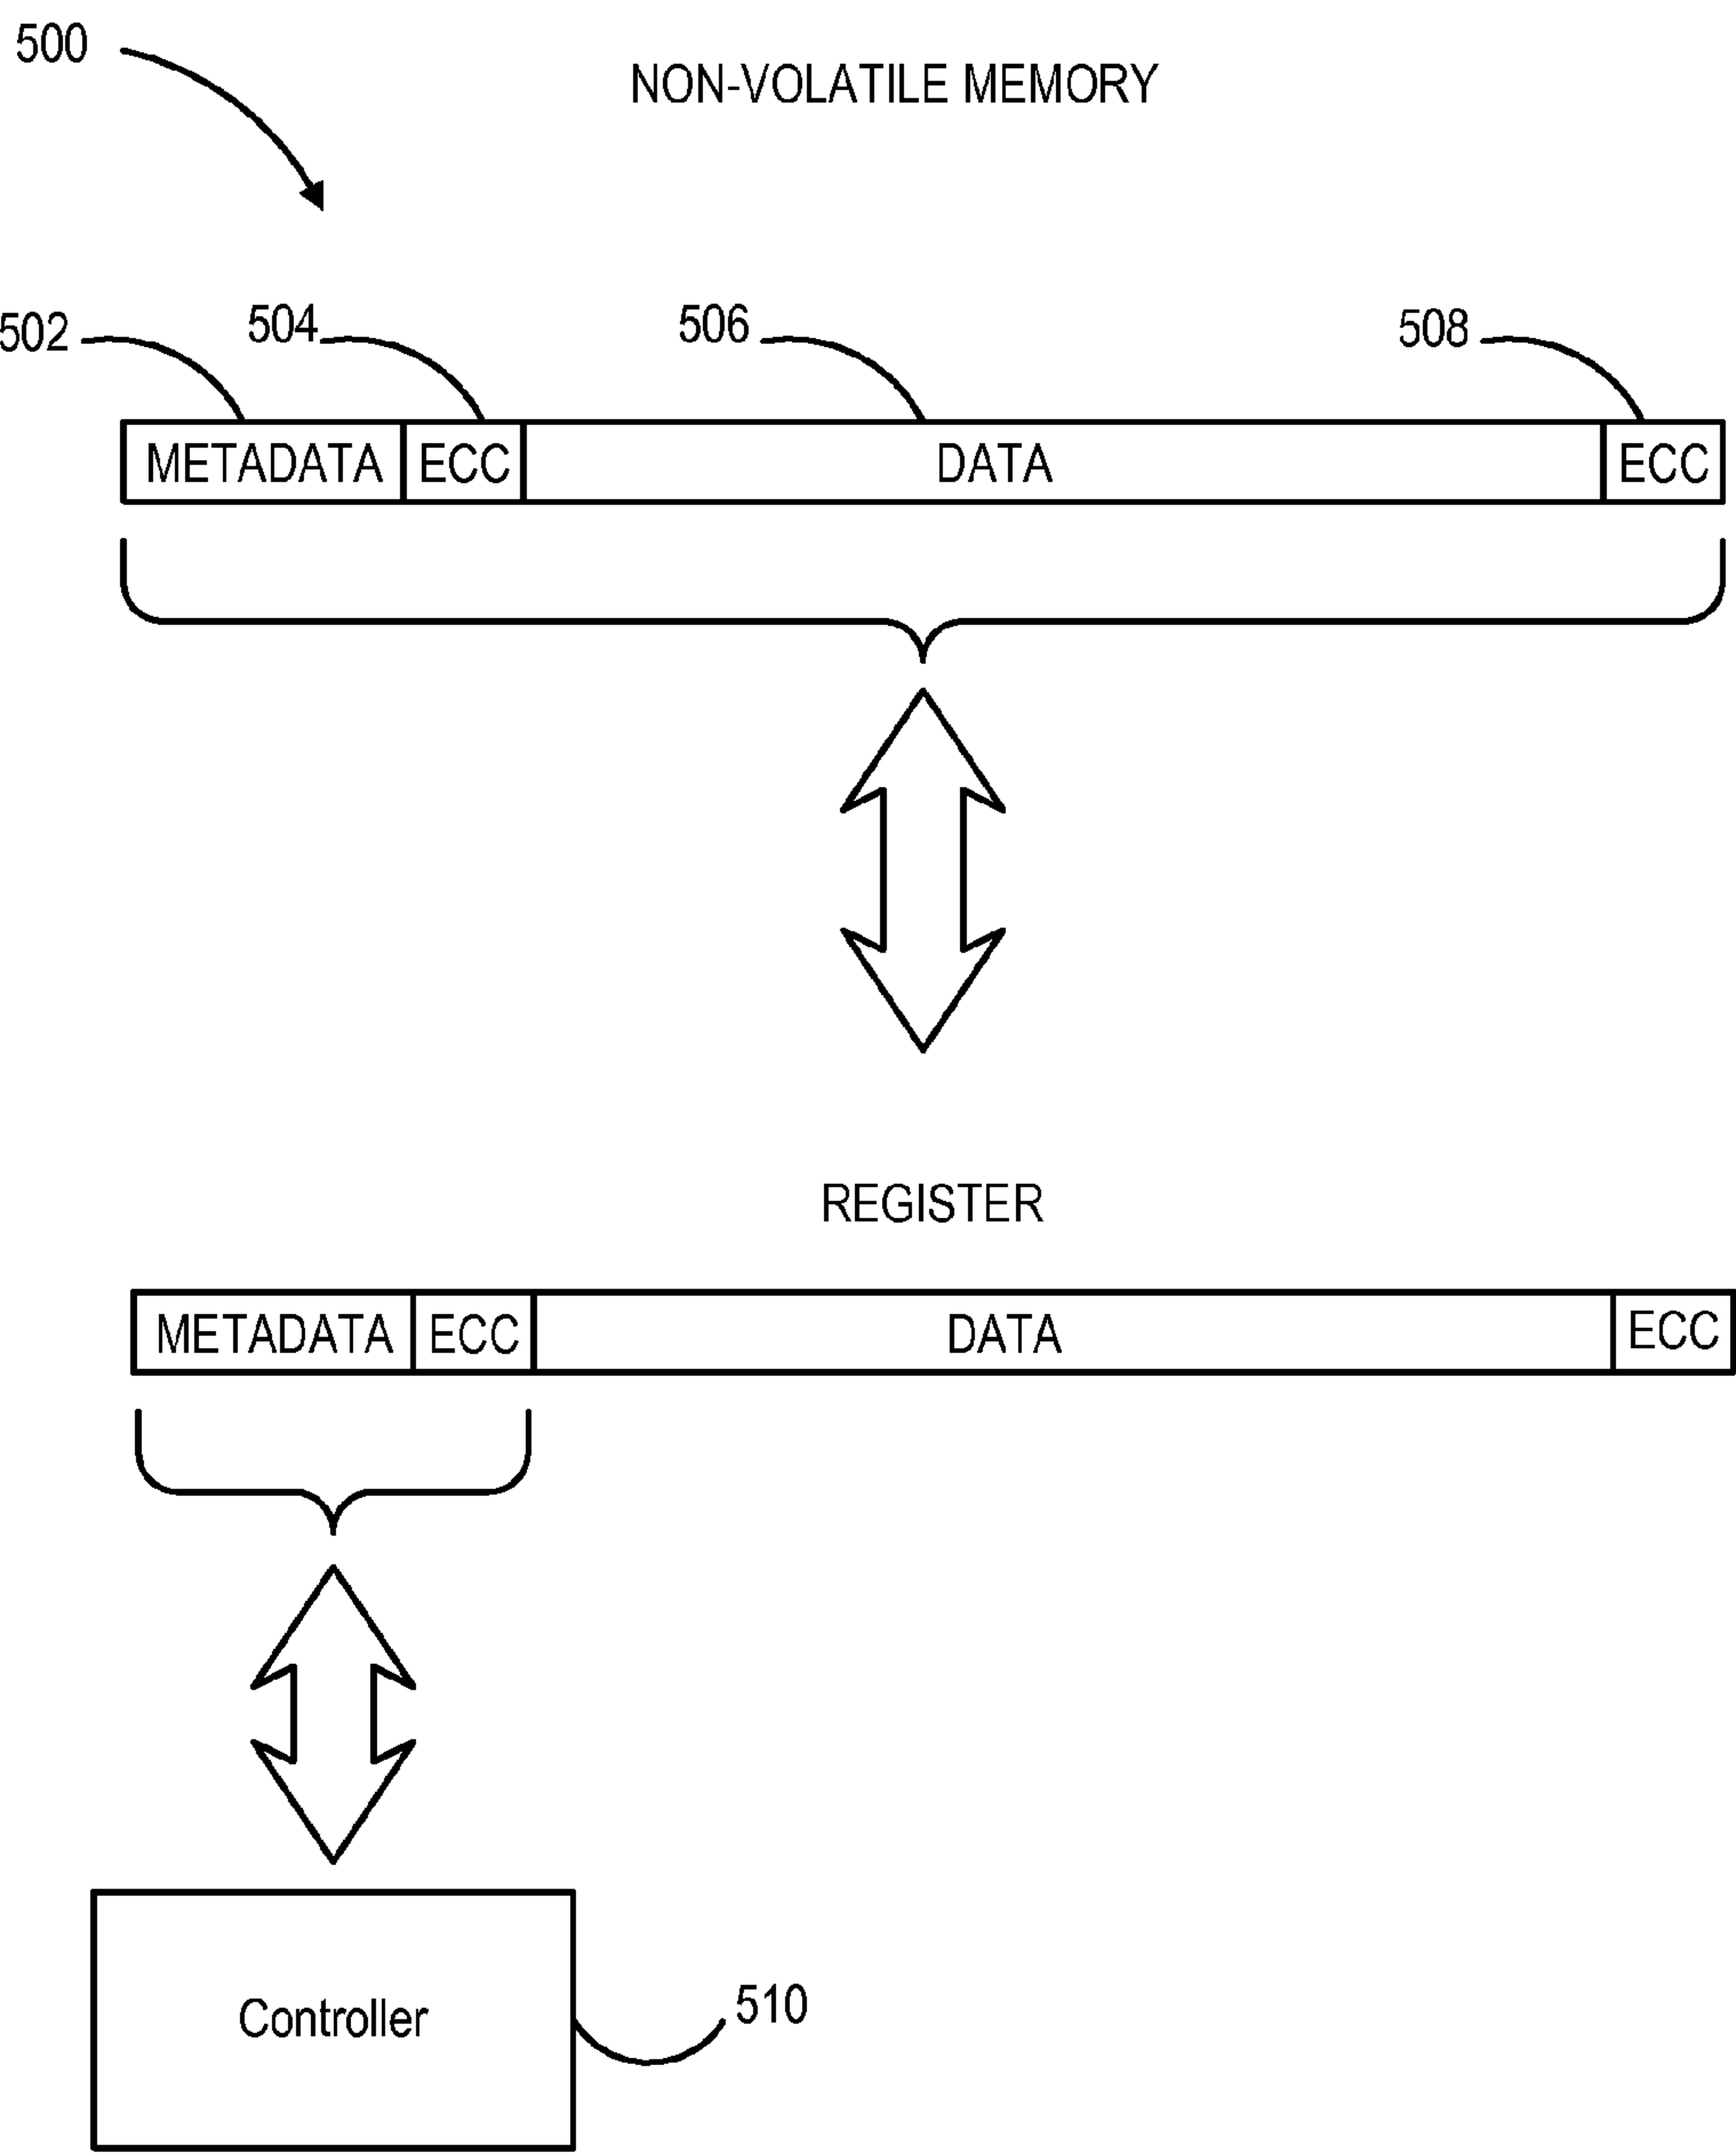 500
NON-VOLATILE MEMORY
502 504 506 508
METADATA ECC DATA ECC
REGISTER
METADATA ECC DATA ECC
Controller
510